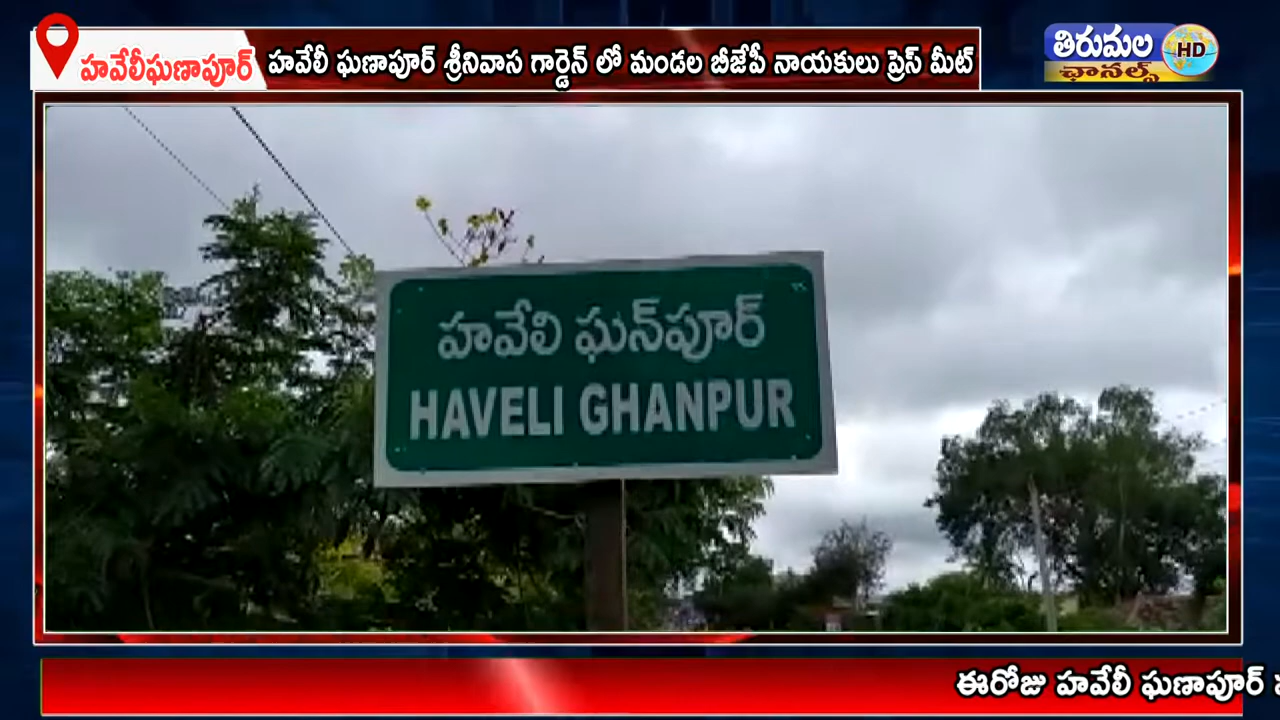 హవేలీఘణాపూర్
హవేలీ ఘణాపూర్ శ్రీనివాస గార్డెన్ లో మండల బీజేపీ నాయకులు ప్రెస్ మీట్
తిరుమల
ఛానల్స్
HD
హవేలి ఘన్‌పూర్
HAVELI GHANPUR
ఈరోజు హవేలీ ఘణాపూర్